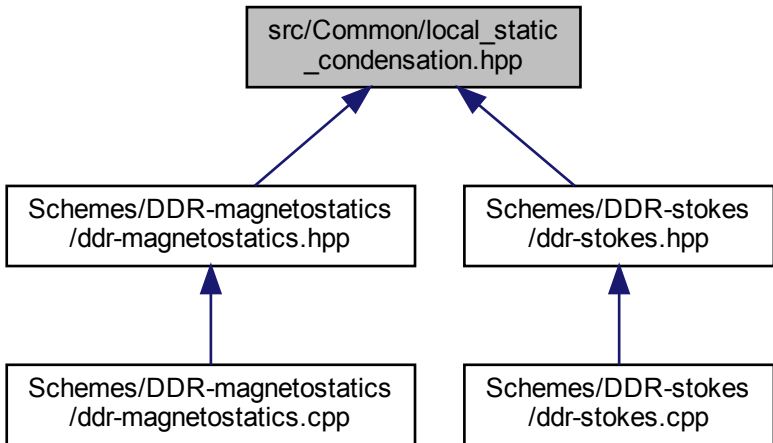 src/Common/local_static
_condensation.hpp
Schemes/DDR-magnetostatics
/ddr-magnetostatics.hpp
Schemes/DDR-stokes
/ddr-stokes.hpp
Schemes/DDR-magnetostatics
/ddr-magnetostatics.cpp
Schemes/DDR-stokes
/ddr-stokes.cpp